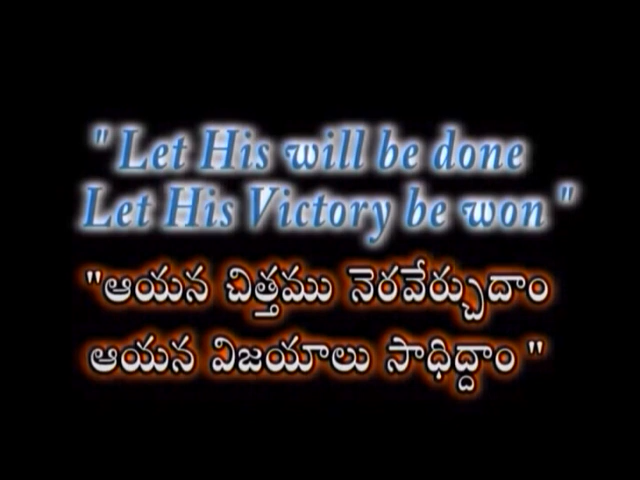 " Let His will be done
Let His Victory be won "
"ఆయన చిత్తము నెరవేర్చుదాం
ఆయన విజయాలు సాధిద్దాం "